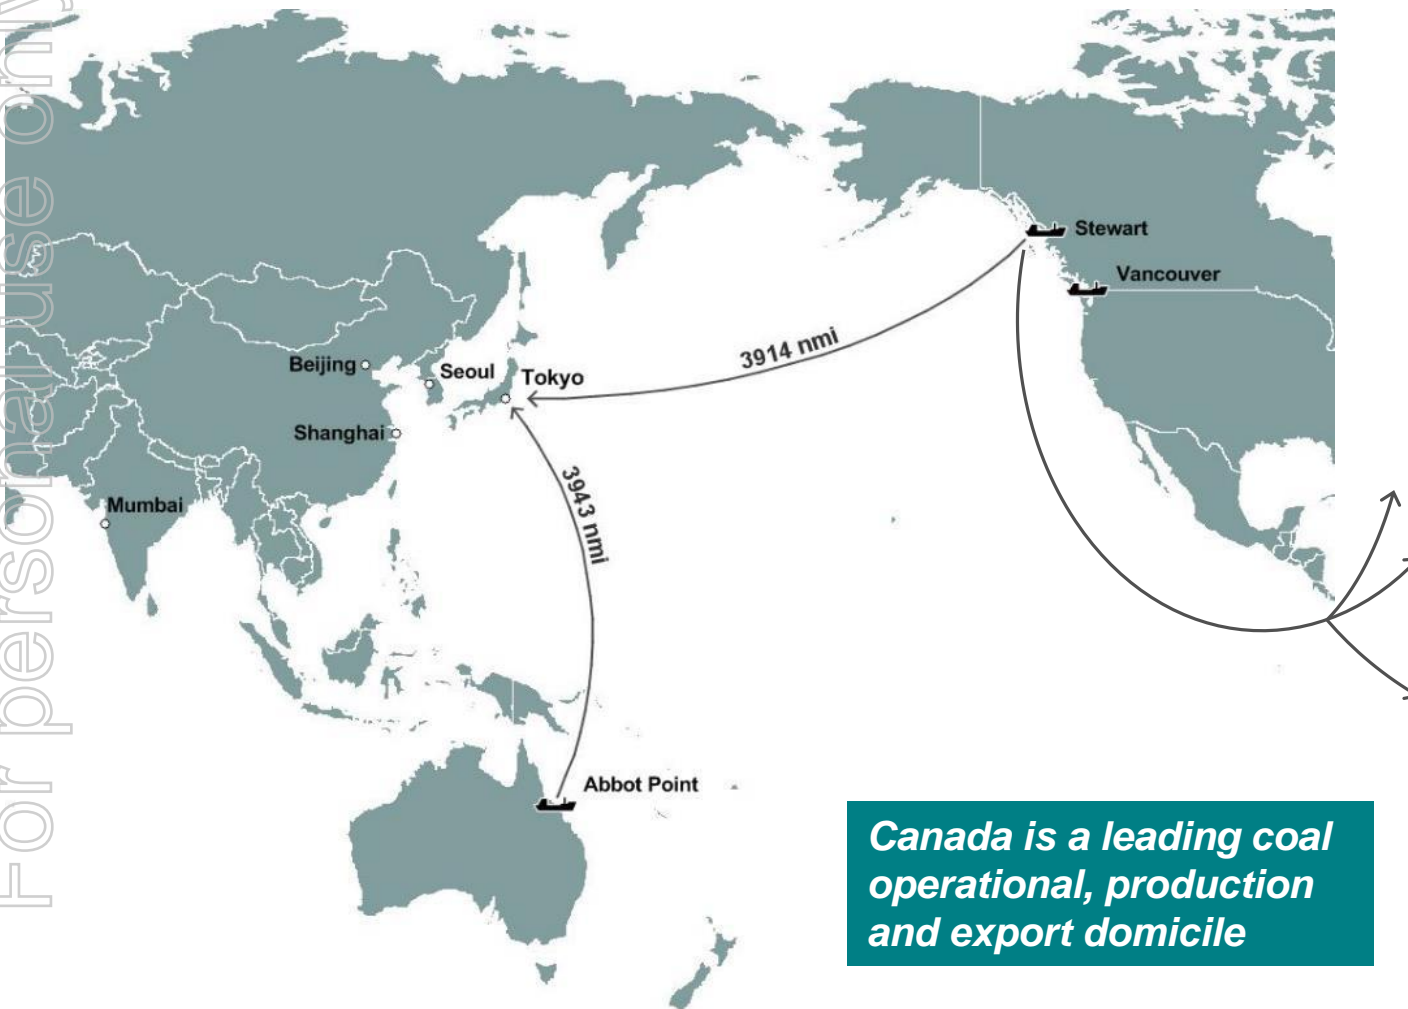 For personal use only
Stewart
Vancouver
3914 nmi
Beijing
Seoul
Tokyo
Shanghai
3943 nmi
Mumbai
Abbot Point
Canada is a leading coal
operational, production
and export domicile